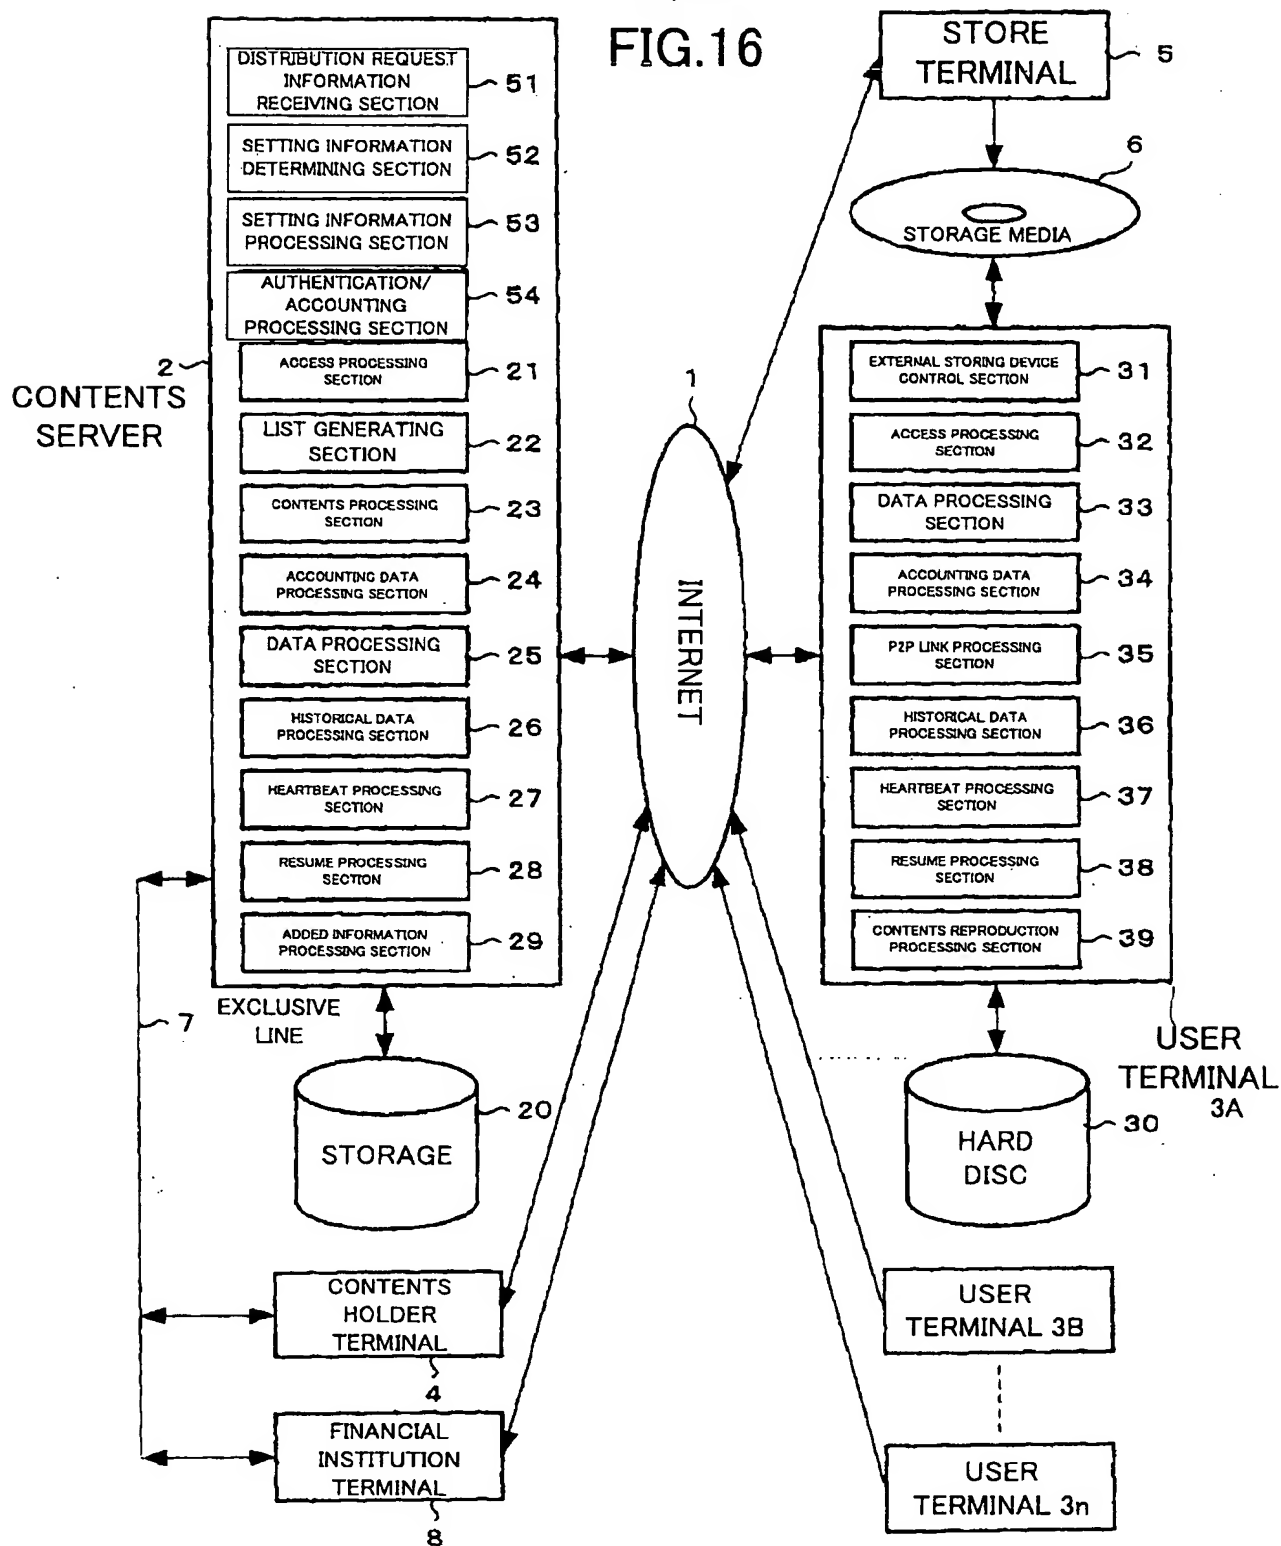 FIG.16
DISTRIBUTION REQUEST
INFORMATION
RECEIVING SECTION
51
SETTING INFORMATION
DETERMINING SECTION
52
SETTING INFORMATION
PROCESSING SECTION
53
AUTHENTICATION/
ACCOUNTING
PROCESSING SECTION
54
2
CONTENTS
SERVER
ACCESS PROCESSING
SECTION
21
LIST GENERATING
SECTION
22
CONTENTS PROCESSING
SECTION
23
ACCOUNTING DATA
PROCESSING SECTION
24
DATA PROCESSING
SECTION
25
HISTORICAL DATA
PROCESSING SECTION
26
HEARTBEAT PROCESSING
SECTION
27
RESUME PROCESSING
SECTION
28
ADDED INFORMATION
PROCESSING SECTION
29
7
EXCLUSIVE
LINE
STORAGE
20
CONTENTS
HOLDER
TERMINAL
4
FINANCIAL
INSTITUTION
TERMINAL
8
1
INTERNET
STORE
TERMINAL
5
6
STORAGE MEDIA
EXTERNAL STORING DEVICE
CONTROL SECTION
31
ACCESS PROCESSING
SECTION
32
DATA PROCESSING
SECTION
33
ACCOUNTING DATA
PROCESSING SECTION
34
P2P LINK PROCESSING
SECTION
35
HISTORICAL DATA
PROCESSING SECTION
36
HEARTBEAT PROCESSING
SECTION
37
RESUME PROCESSING
SECTION
38
CONTENTS REPRODUCTION
PROCESSING SECTION
39
USER
TERMINAL
3A
HARD
DISC
30
USER
TERMINAL 3B
USER
TERMINAL 3n